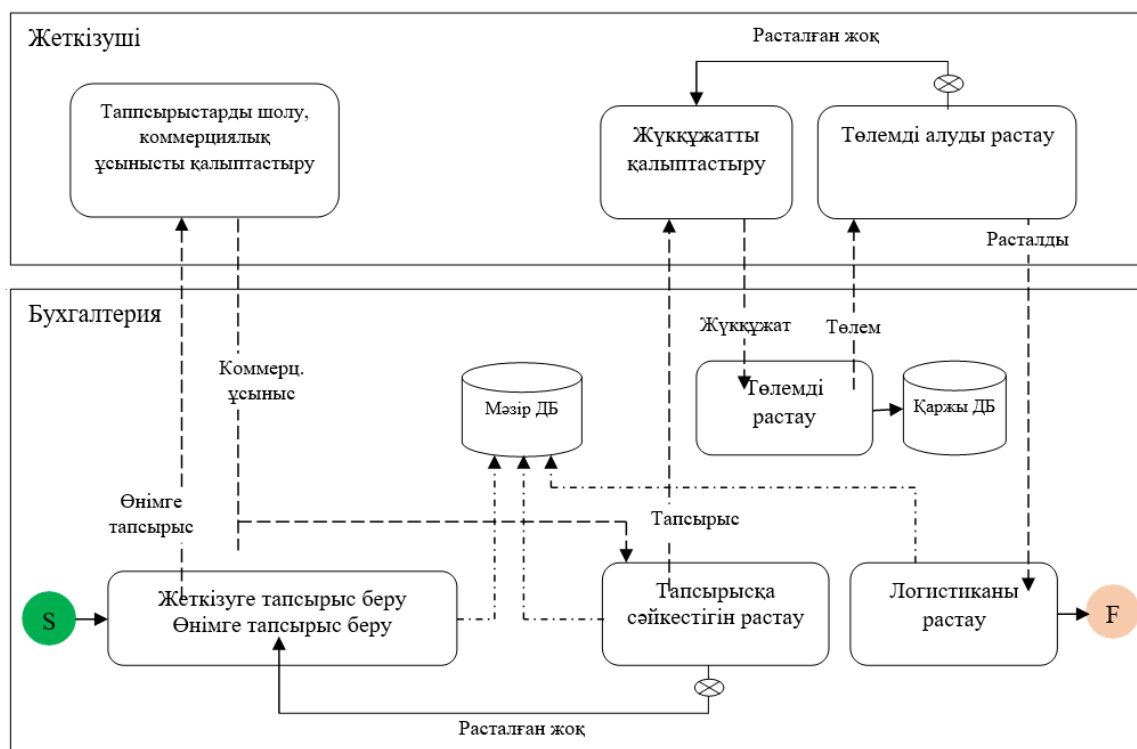 Жеткізуші
Расталған жоқ
Таппсырыстарды шолу,
коммерциялық
ұсынысты қалыптастыру
Жүкқұжатты
қалыптастыру
Төлемді алуды растау
Расталды
Бухгалтерия
Жүкқұжат
Төлем
Коммерц.
ұсыныс
Мәзір ДБ
Төлемді
растау
Қаржы ДБ
Өнімге
тапсырыс
Тапсырыс
S
Жеткізуге тапсырыс беру
Өнімге тапсырыс беру
Тапсырысқа
сәйкестігін растау
Логистиканы
растау
F
Расталған жоқ